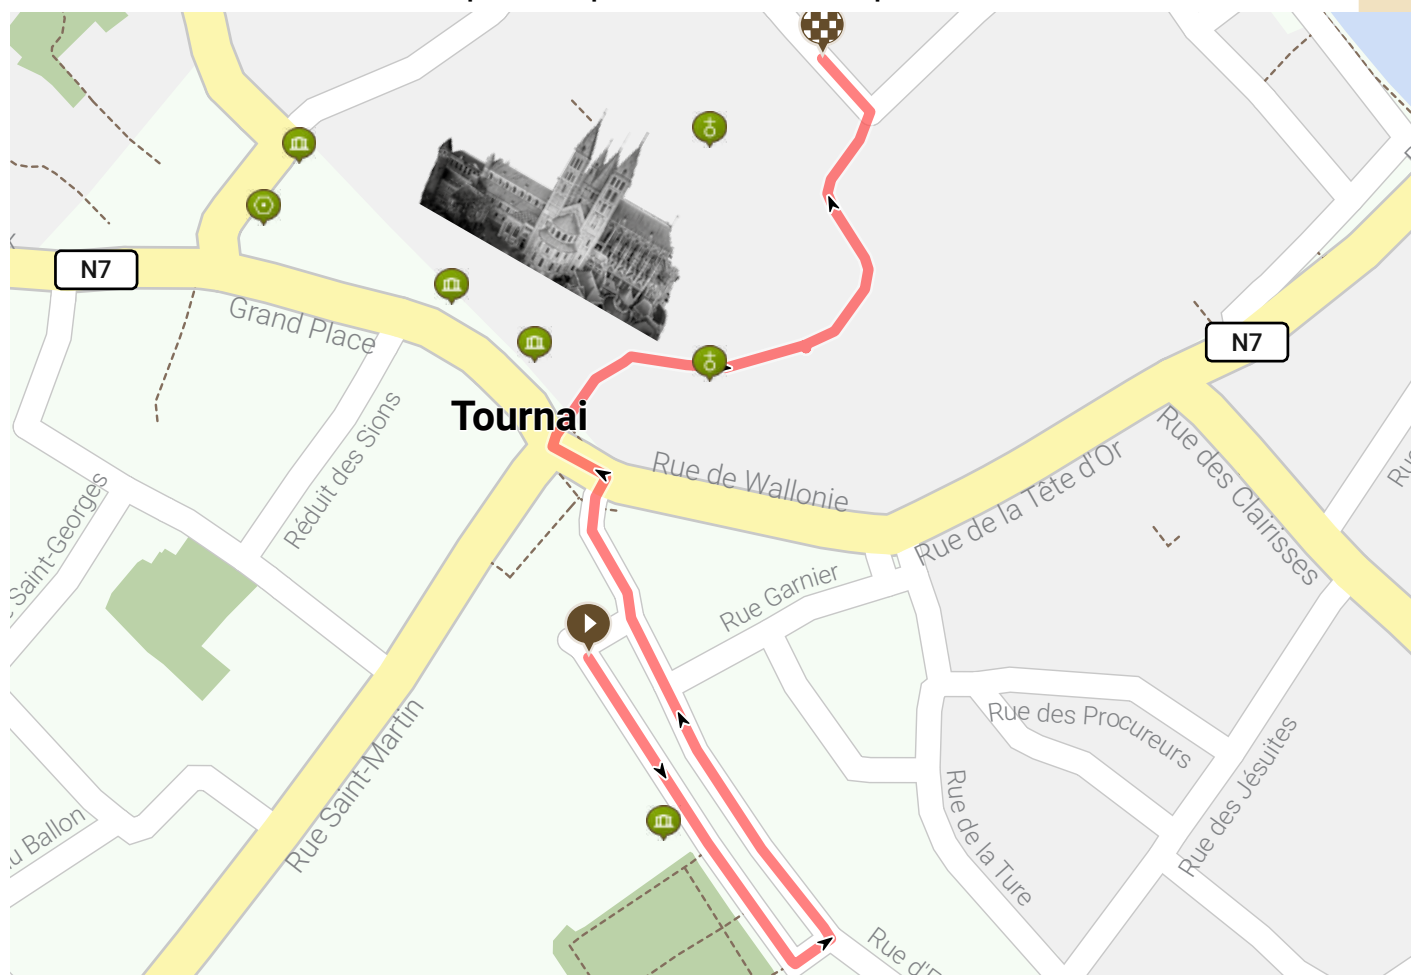 N7
Grand Place
N7
Réduit des Sions
Tournai
Rue de Wallonie
Rue de la Tête d'Or
Rue des Clairisses
Saint-Georges
Rue Garnier
Rue Saint-Martin
Rue des Procureurs
Rue des Jésuites
Rue de la Ture
Ballon